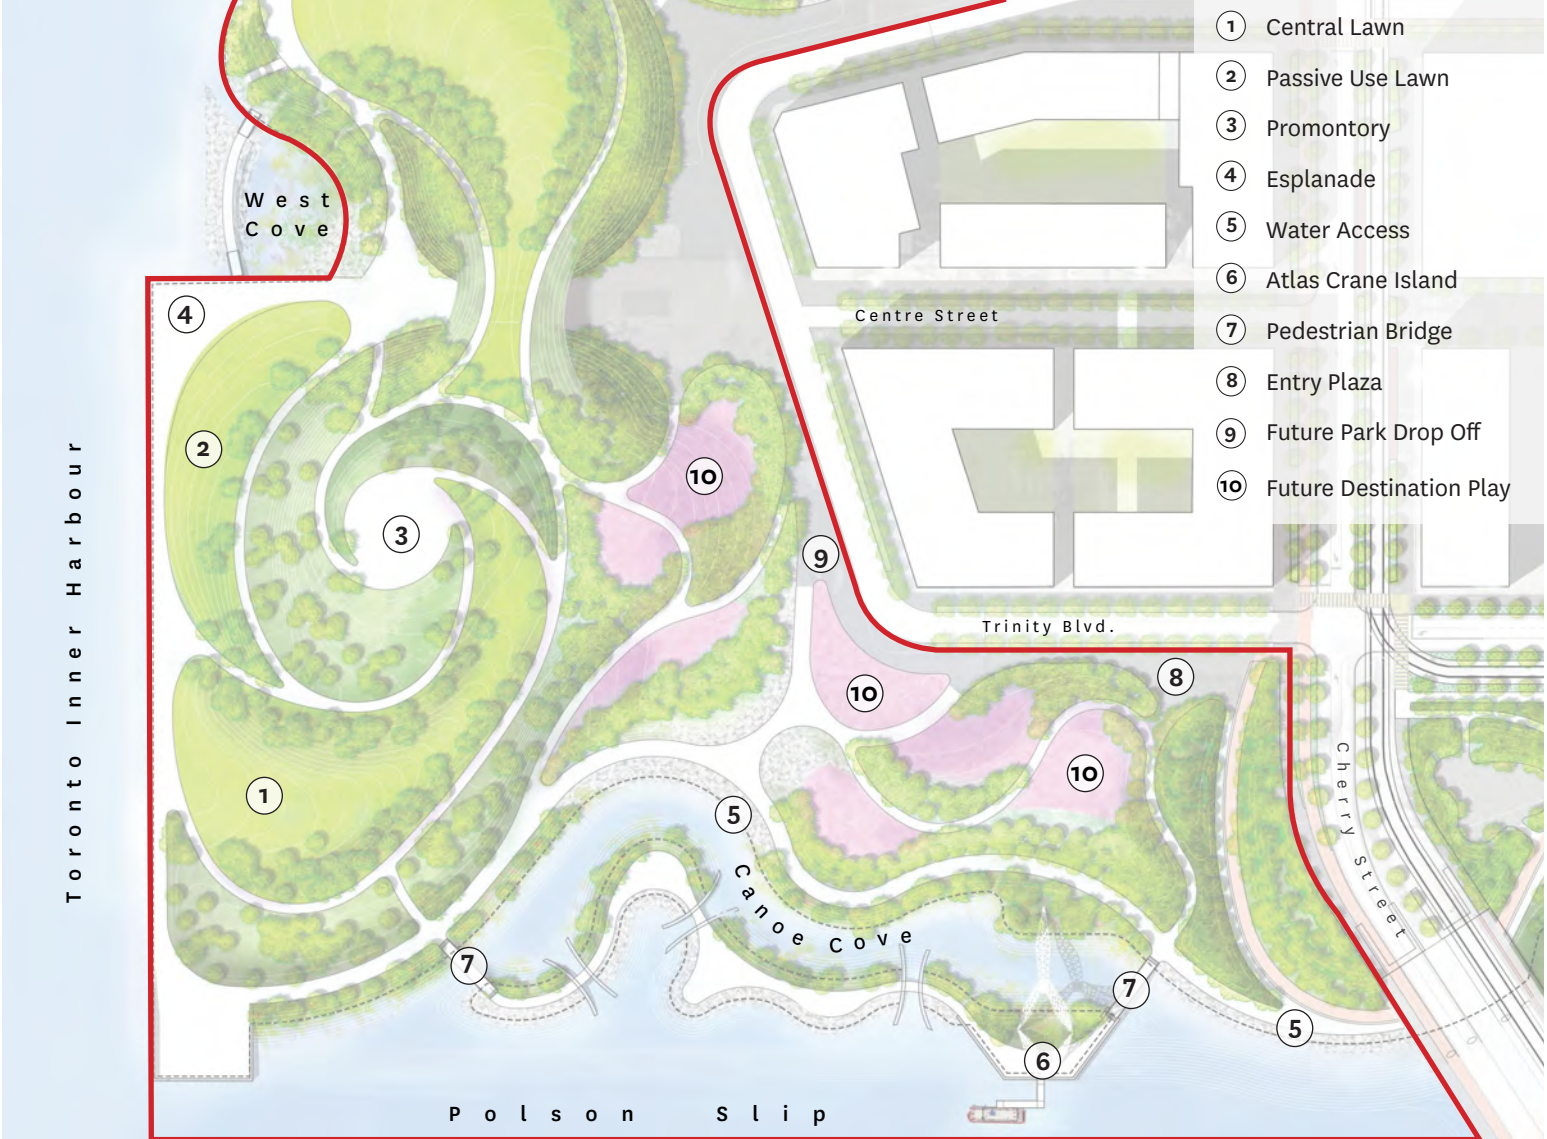 1 Central Lawn
2 Passive Use Lawn
3 Promontory
4 Esplanade
5 Water Access
6 Atlas Crane Island
7 Pedestrian Bridge
8 Entry Plaza
9 Future Park Drop Off
10 Future Destination Play
West
Cove
4
Centre Street
2
10
3
9
Toronto Inner Harbour
Trinity Blvd.
8
10
10
1
5
Cherry Street
Canoe Cove
7
7
5
6
Polson Slip